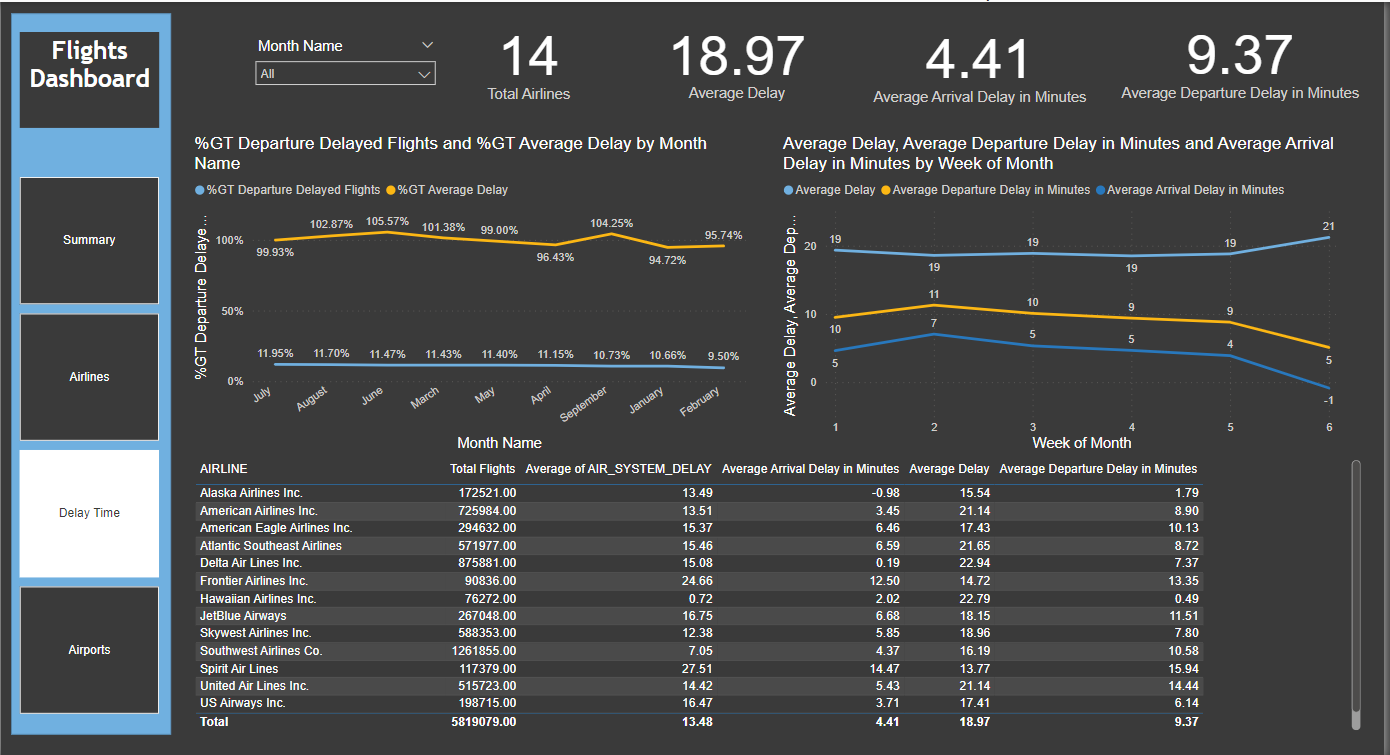 Flights
Dashboard
Summary
Airlines
Delay Time
Airports
Month Name
All
14
Total Airlines
18.97
Average Delay
4.41
Average Arrival Delay in Minutes
9.37
Average Departure Delay in Minutes
%GT Departure Delayed Flights and %GT Average Delay by Month
Name
%GT Departure Delayed Flights %GT Average Delay
%GT Departure Delaye...
100%
50%
0%
99.93% 102.87% 105.57% 101.38% 99.00% 96.43% 104.25% 94.72% 95.74%
11.95% 11.70% 11.47% 11.43% 11.40% 11.15% 10.73% 10.66% 9.50%
July August June March May April September January February
Month Name
Average Delay, Average Departure Delay in Minutes and Average Arrival
Delay in Minutes by Week of Month
Average Delay Average Departure Delay in Minutes Average Arrival Delay in Minutes
Average Delay, Average Dep...
20
10
0
19 19 19 19 19 21
10 11 10 9 9 5
5 7 5 5 4 -1
1 2 3 4 5 6
Week of Month
AIRLINE Total Flights Average of AIR_SYSTEM_DELAY Average Arrival Delay in Minutes Average Delay Average Departure Delay in Minutes
Alaska Airlines Inc. 172521.00 13.49 -0.98 15.54 1.79
American Airlines Inc. 725984.00 13.51 3.45 21.14 8.90
American Eagle Airlines Inc. 294632.00 15.37 6.46 17.43 10.13
Atlantic Southeast Airlines 571977.00 15.46 6.59 21.65 8.72
Delta Air Lines Inc. 875881.00 15.08 0.19 22.94 7.37
Frontier Airlines Inc. 90836.00 24.66 12.50 14.72 13.35
Hawaiian Airlines Inc. 76272.00 0.72 2.02 22.79 0.49
JetBlue Airways 267048.00 16.75 6.68 18.15 11.51
Skywest Airlines Inc. 588353.00 12.38 5.85 18.96 7.80
Southwest Airlines Co. 1261855.00 7.05 4.37 16.19 10.58
Spirit Air Lines 117379.00 27.51 14.47 13.77 15.94
United Air Lines Inc. 515723.00 14.42 5.43 21.14 14.44
US Airways Inc. 198715.00 16.47 3.71 17.41 6.14
Total 5819079.00 13.48 4.41 18.97 9.37